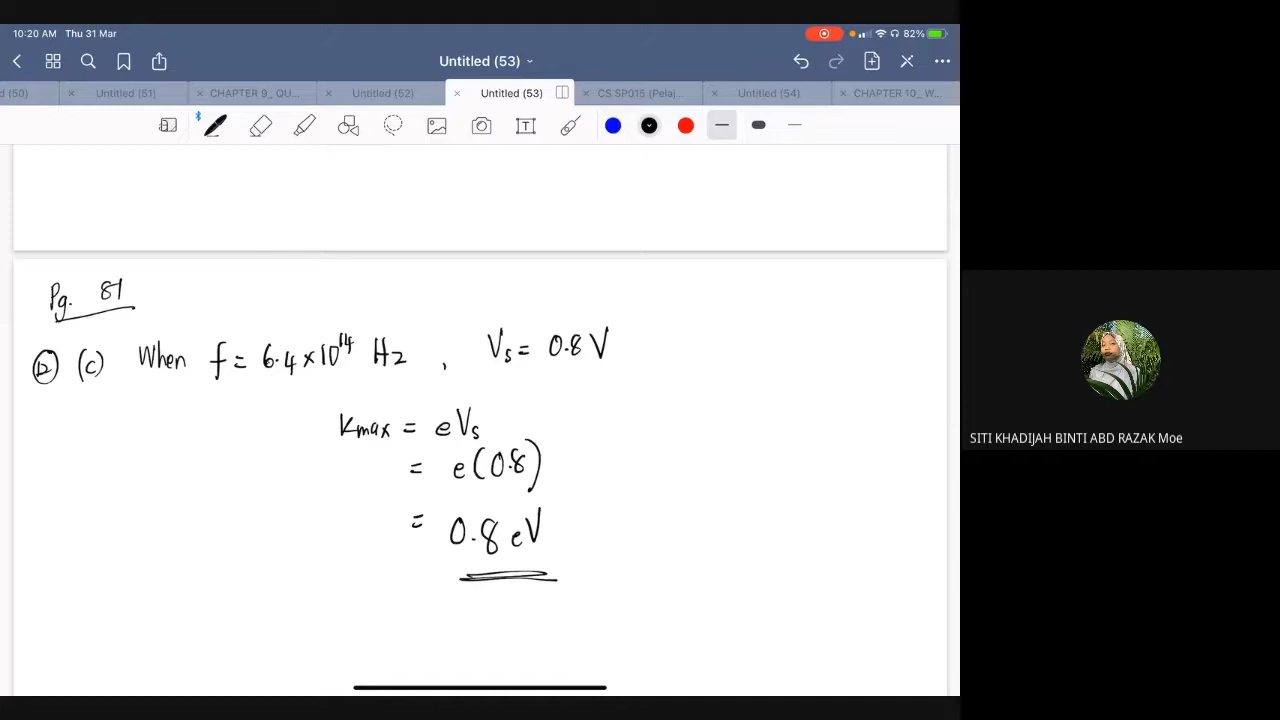 10:20 AM Thu 31 Mar
82%
Untitled (53)
d (50)
Untitled (51)
CHAPTER 9_ QU...
Untitled (52)
Untitled (53)
CS SP015 (Pelaj...
Untitled (54)
CHAPTER 10_ W...
T
Pg. 81
12 (c) When f = 6.4 × 10¹⁴ Hz , Vs = 0.8 V
Kmax = eVs
= e(0.8)
= 0.8 eV
SITI KHADIJAH BINTI ABD RAZAK Moe